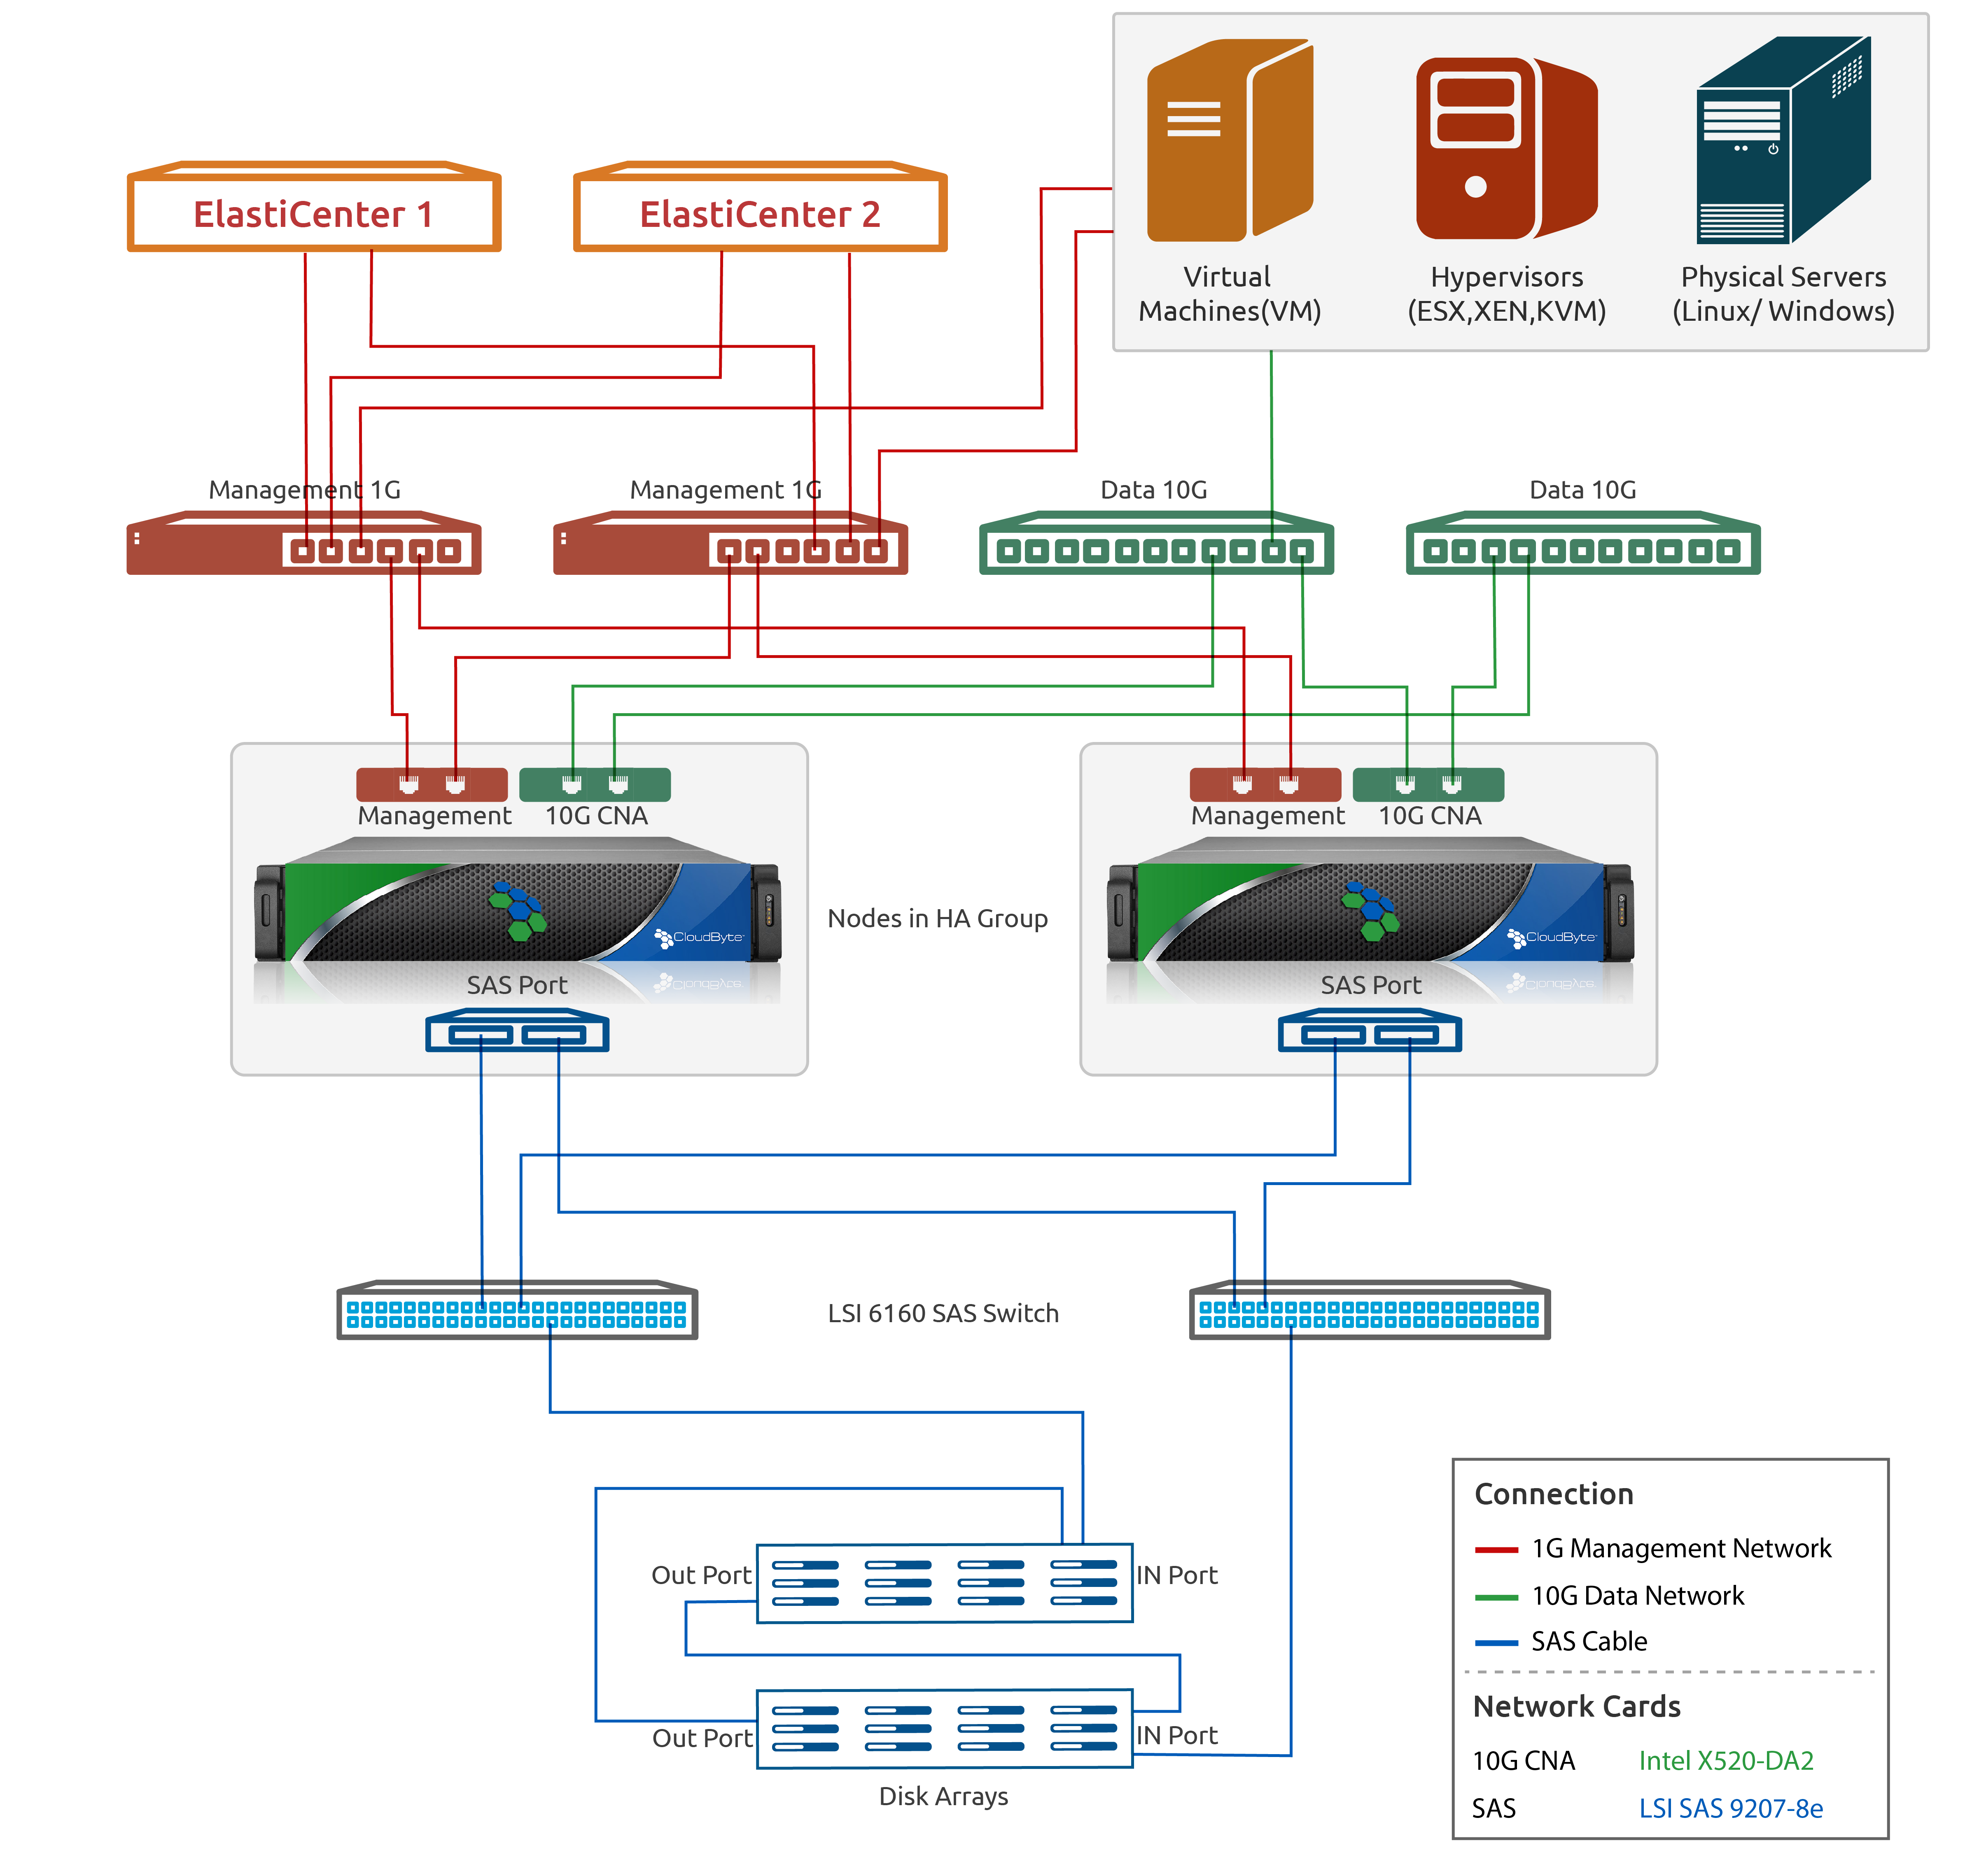 ElastiCenter 1
ElastiCenter 2
Virtual
Machines(VM)
Hypervisors
(ESX,XEN,KVM)
Physical Servers
(Linux/ Windows)
Management 1G
Management 1G
Data 10G
Data 10G
Management
10G CNA
Management
10G CNA
CloudByte
CloudByte
Nodes in HA Group
SAS Port
SAS Port
LSI 6160 SAS Switch
Out Port
IN Port
Out Port
IN Port
Disk Arrays
Connection
1G Management Network
10G Data Network
SAS Cable
Network Cards
10G CNA
Intel X520-DA2
SAS
LSI SAS 9207-8e